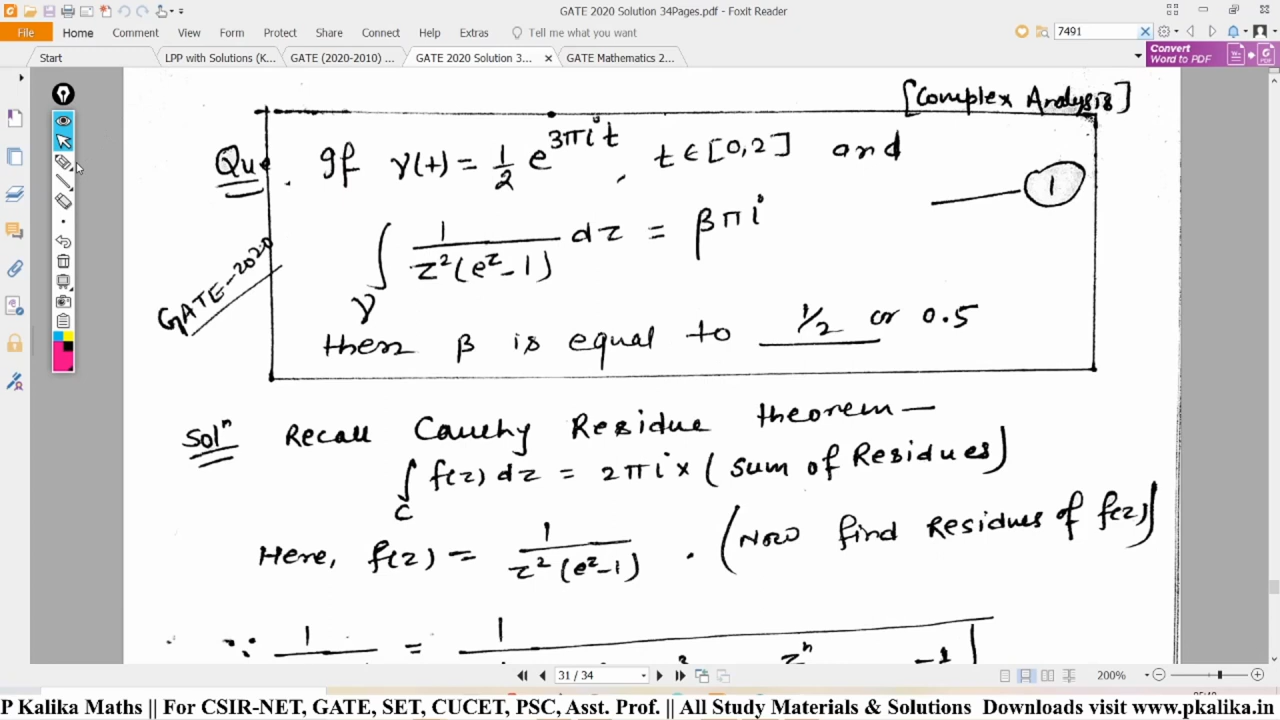 GATE 2020 Solution 34Pages.pdf - Foxit Reader
File Home Comment View Form Protect Share Connect Help Extras Tell me what you want 7491
Start LPP with Solutions (K... GATE (2020-2010) ... GATE 2020 Solution 3... × GATE Mathematics 2...
Convert
Word to PDF
[Complex Analysis]
Que. If γ(t) = 1/2 e^{3πit}, t ∈ [0,2] and
∫_γ 1/(z²(e^z-1)) dz = βπi — ①
GATE-2020
then β is equal to 1/2 or 0.5
Solⁿ Recall Cauchy Residue theorem —
∫_C f(z) dz = 2πi × (sum of Residues)
Here, f(z) = 1/(z²(e^z-1)) . (Now find Residues of f(z))
∵ 1 = 1
31 / 34 200%
P Kalika Maths || For CSIR-NET, GATE, SET, CUCET, PSC, Asst. Prof. || All Study Materials & Solutions Downloads visit www.pkalika.in